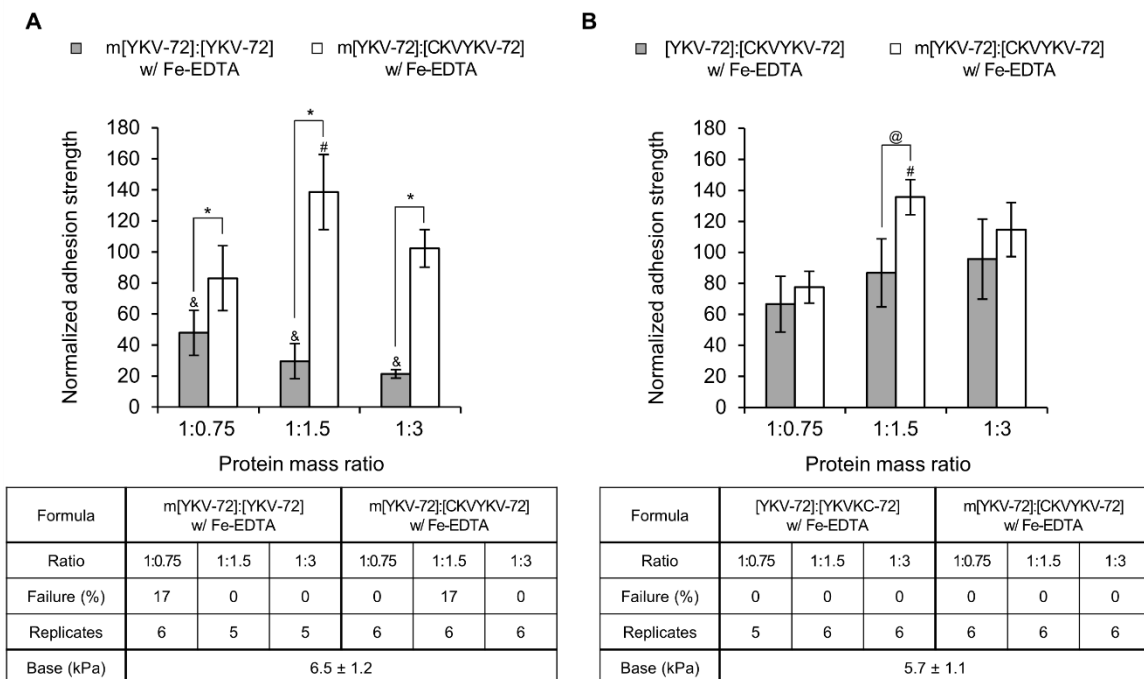 A
m[YKV-72]:[YKV-72]
w/ Fe-EDTA
m[YKV-72]:[CKVYKV-72]
w/ Fe-EDTA
Normalized adhesion strength
180
160
140
120
100
80
60
40
20
0
*
*
#
*
&
&
&
1:0.75
1:1.5
1:3
Protein mass ratio
Formula
m[YKV-72]:[YKV-72]
w/ Fe-EDTA
m[YKV-72]:[CKVYKV-72]
w/ Fe-EDTA
Ratio 1:0.75 1:1.5 1:3 1:0.75 1:1.5 1:3
Failure (%) 17 0 0 0 17 0
Replicates 6 5 5 6 6 6
Base (kPa) 6.5 ± 1.2
B
[YKV-72]:[CKVYKV-72]
w/ Fe-EDTA
m[YKV-72]:[CKVYKV-72]
w/ Fe-EDTA
Normalized adhesion strength
180
160
140
120
100
80
60
40
20
0
@
#
1:0.75
1:1.5
1:3
Protein mass ratio
Formula
[YKV-72]:[YKVKC-72]
w/ Fe-EDTA
m[YKV-72]:[CKVYKV-72]
w/ Fe-EDTA
Ratio 1:0.75 1:1.5 1:3 1:0.75 1:1.5 1:3
Failure (%) 0 0 0 0 0 0
Replicates 5 6 6 6 6 6
Base (kPa) 5.7 ± 1.1